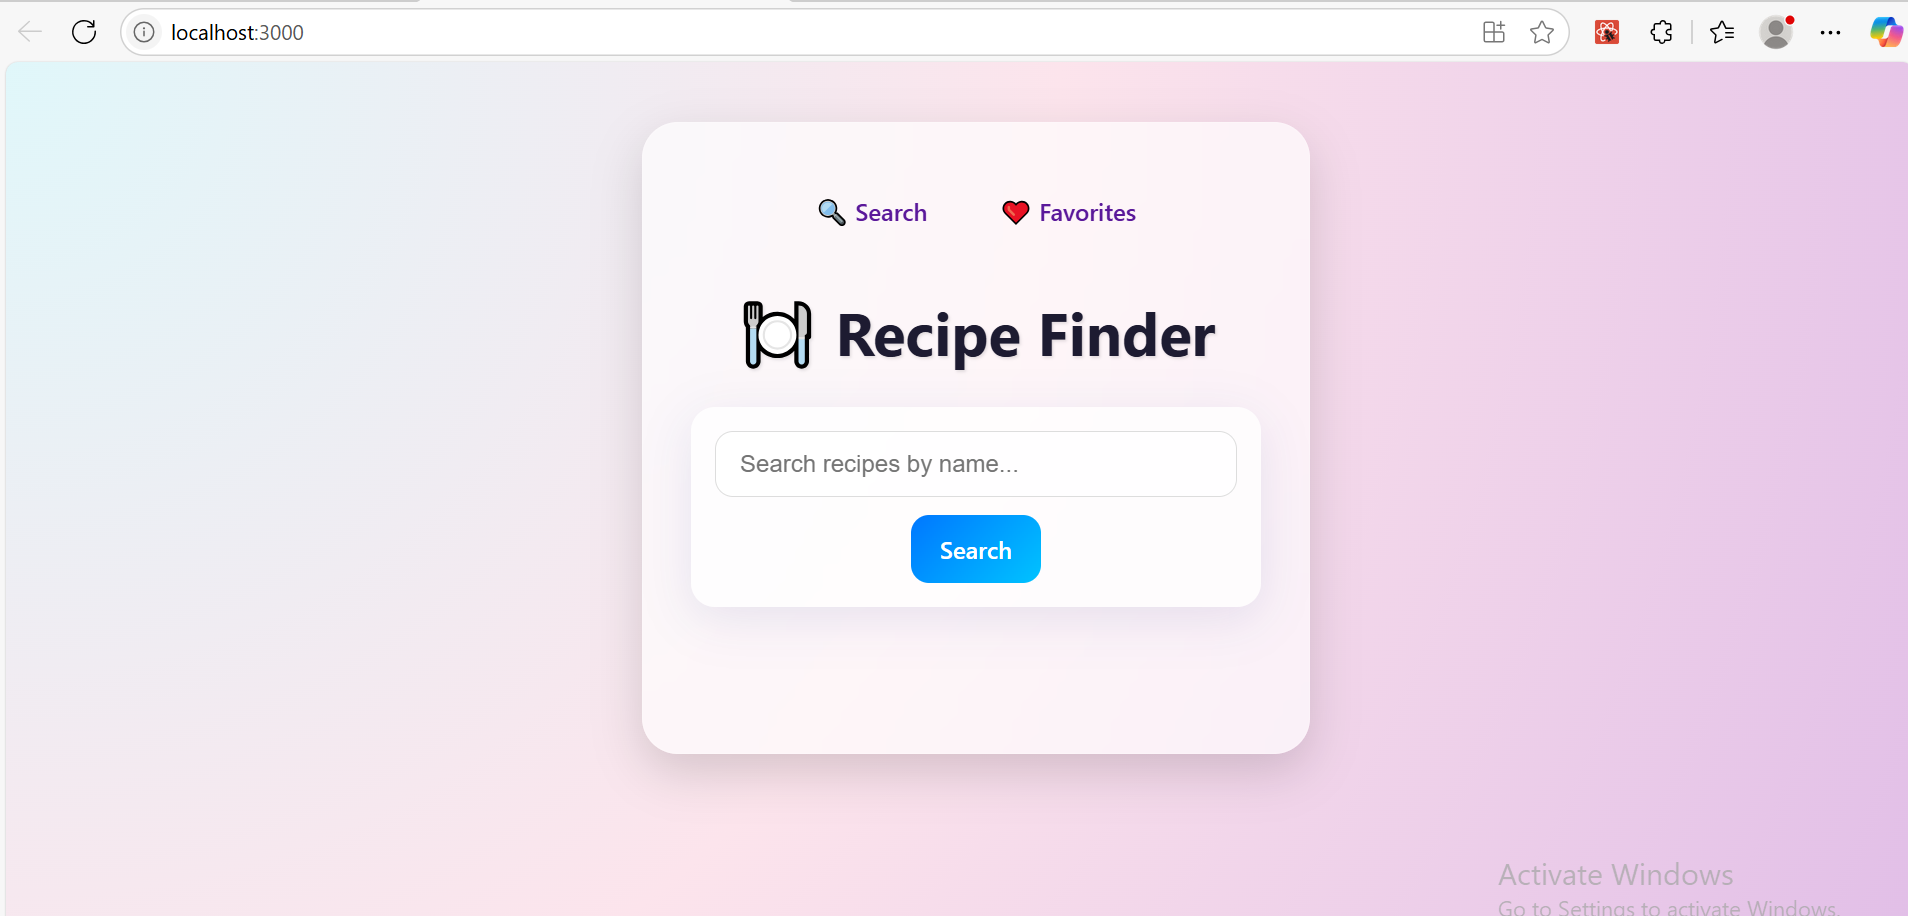 localhost:3000
🔍 Search ❤️ Favorites
🍽️ Recipe Finder
Search recipes by name...
Search
Activate Windows
Go to Settings to activate Windows.